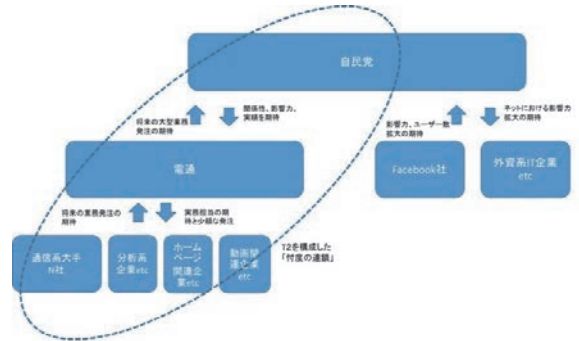 自民党
将来の大型業務
発注の期待
関係性、影響力、
実績を期待
影響力、ユーザー数
拡大の期待
ネットにおける影響力
拡大の期待
電通
Facebook社
外資系IT企業
etc
将来の業務発注の
期待
実務担当の期
待と少額な発注
通信系大手
N社
分析系
企業etc
ホーム
ページ
関連企
業etc
動画関
連企業
etc
T2を構成した
「忖度の連鎖」